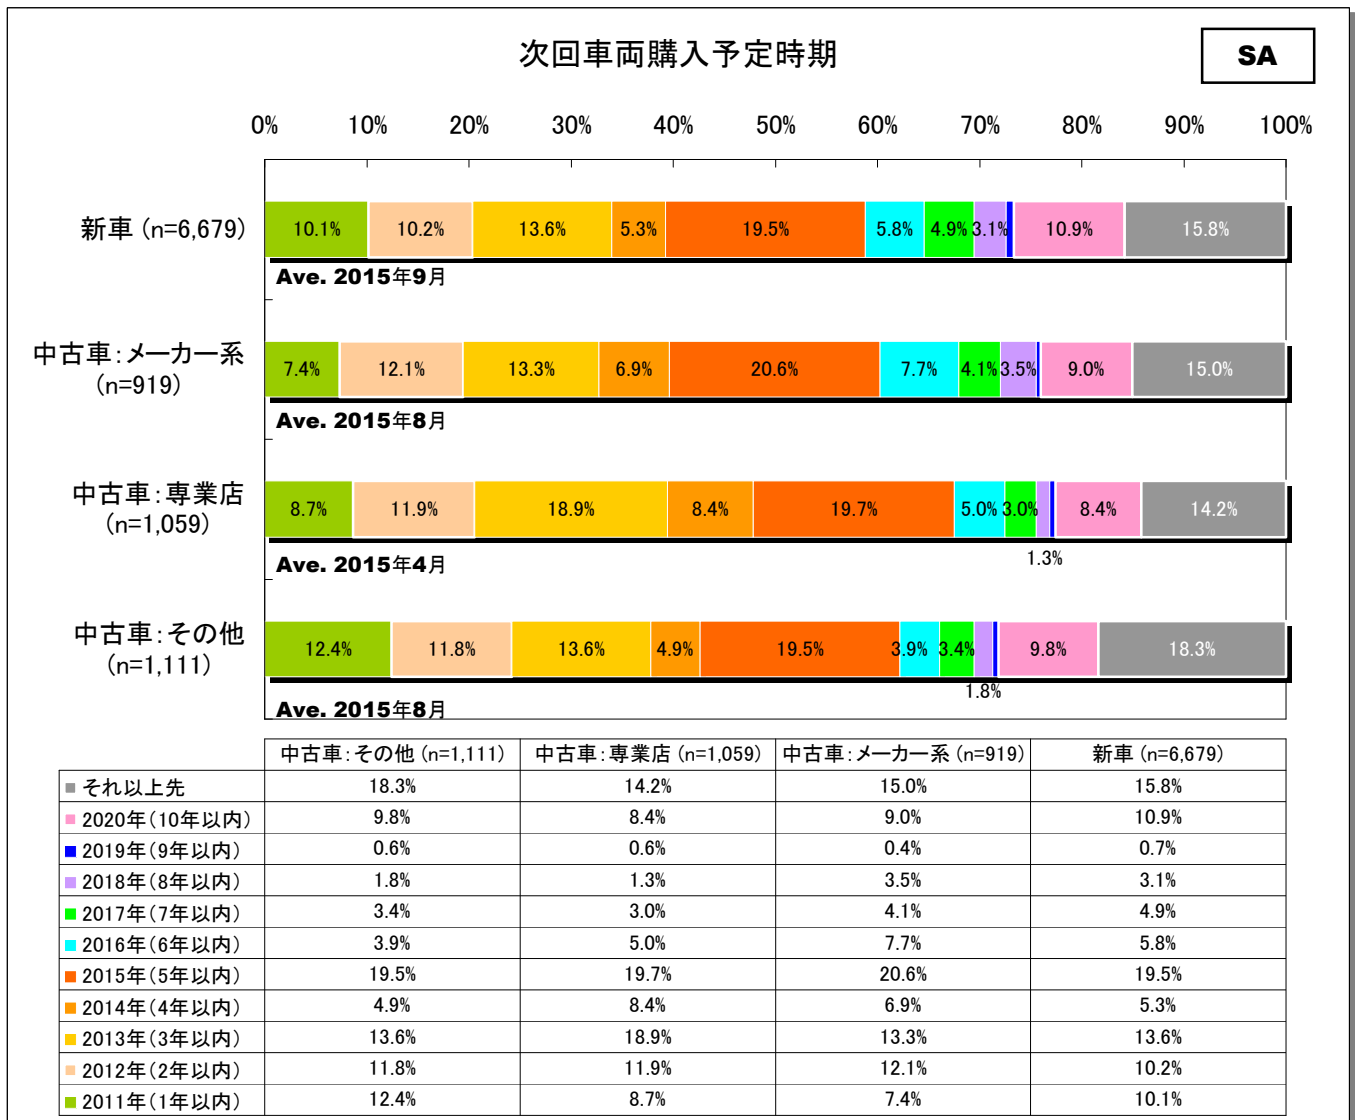 次回車両購入予定時期
SA
0% 10% 20% 30% 40% 50% 60% 70% 80% 90% 100%
新車 (n=6,679)
10.1% 10.2% 13.6% 5.3% 19.5% 5.8% 4.9% 3.1% 10.9% 15.8%
Ave. 2015年9月
中古車：メーカー系
(n=919)
7.4% 12.1% 13.3% 6.9% 20.6% 7.7% 4.1% 3.5% 9.0% 15.0%
Ave. 2015年8月
中古車：専業店
(n=1,059)
8.7% 11.9% 18.9% 8.4% 19.7% 5.0% 3.0% 8.4% 14.2%
1.3%
Ave. 2015年4月
中古車：その他
(n=1,111)
12.4% 11.8% 13.6% 4.9% 19.5% 3.9% 3.4% 9.8% 18.3%
1.8%
Ave. 2015年8月
中古車：その他 (n=1,111) 中古車：専業店 (n=1,059) 中古車：メーカー系 (n=919) 新車 (n=6,679)
それ以上先 18.3% 14.2% 15.0% 15.8%
2020年（10年以内） 9.8% 8.4% 9.0% 10.9%
2019年（9年以内） 0.6% 0.6% 0.4% 0.7%
2018年（8年以内） 1.8% 1.3% 3.5% 3.1%
2017年（7年以内） 3.4% 3.0% 4.1% 4.9%
2016年（6年以内） 3.9% 5.0% 7.7% 5.8%
2015年（5年以内） 19.5% 19.7% 20.6% 19.5%
2014年（4年以内） 4.9% 8.4% 6.9% 5.3%
2013年（3年以内） 13.6% 18.9% 13.3% 13.6%
2012年（2年以内） 11.8% 11.9% 12.1% 10.2%
2011年（1年以内） 12.4% 8.7% 7.4% 10.1%